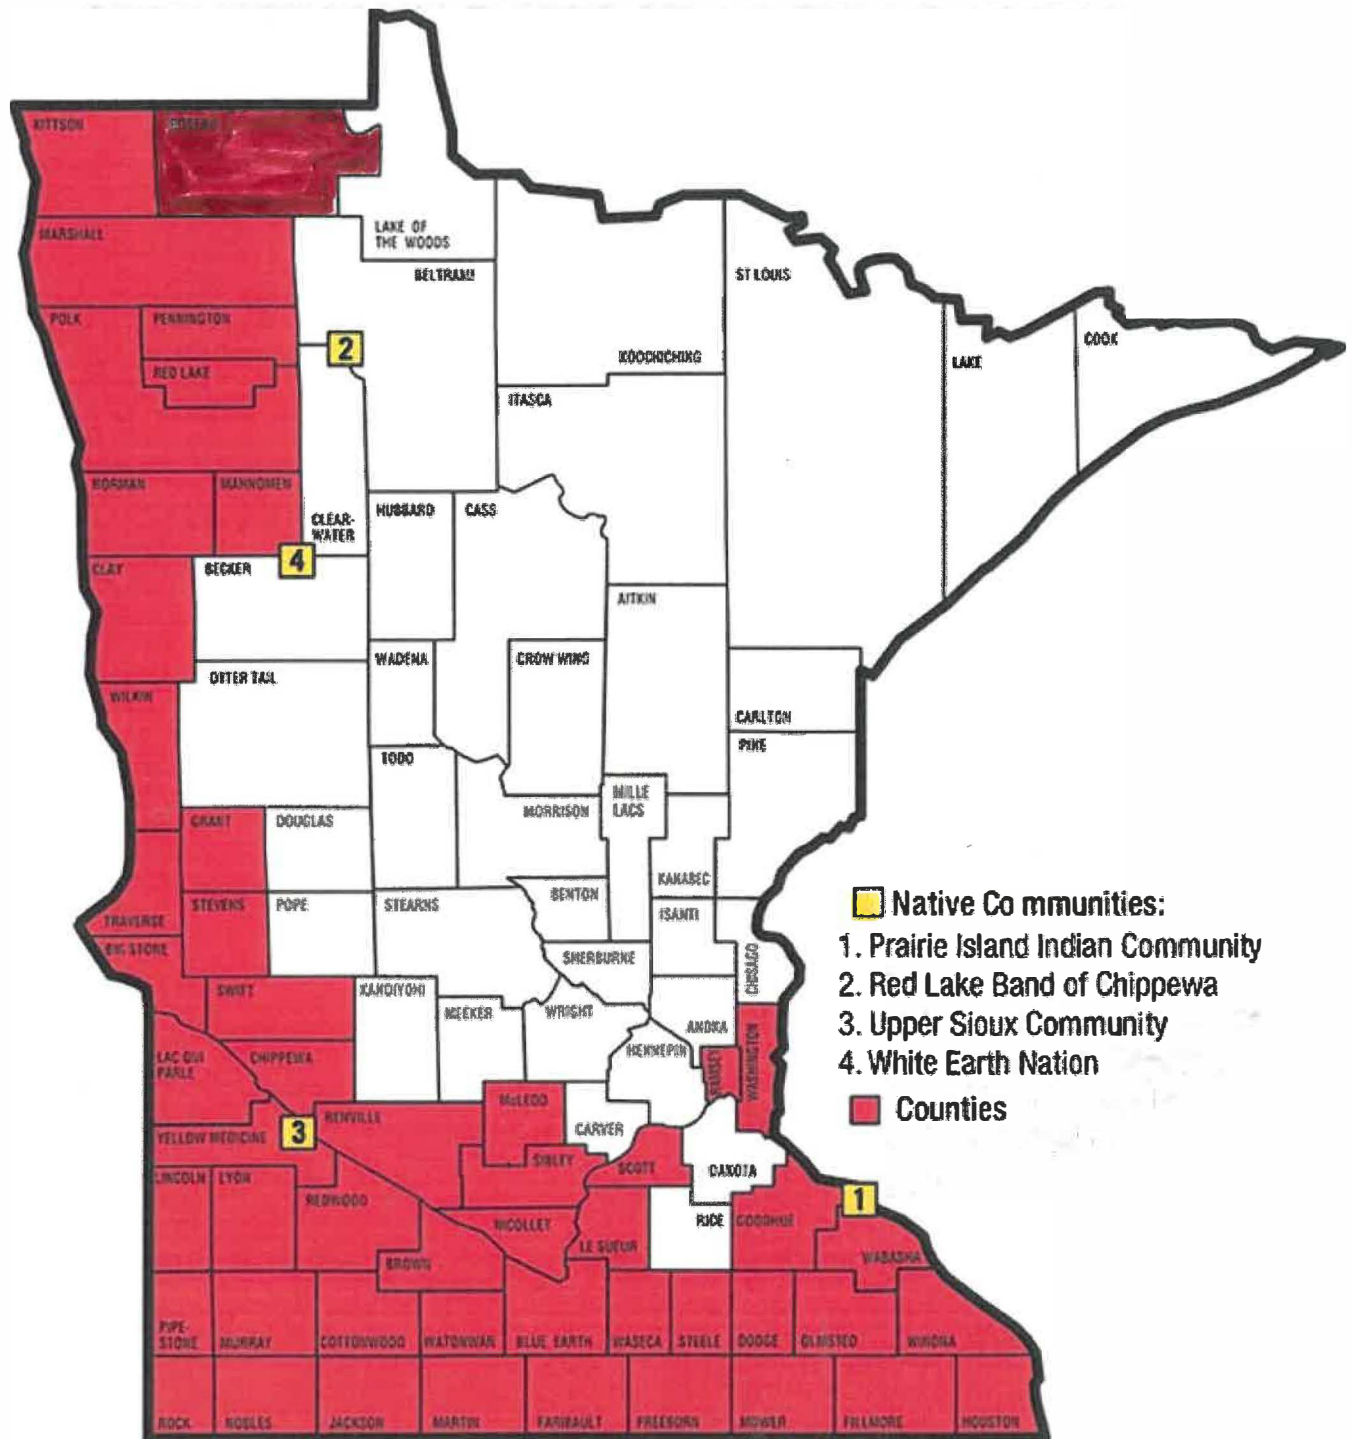 KITTSON
ROSEAU
LAKE OF
THE WOODS
MARSHALL
BELTRAMI
ST LOUIS
POLK
PENNINGTON
2
KOOCHICHING
COOK
LAKE
RED LAKE
ITASCA
NORMAN
MAHNOMEN
CLEAR-
WATER
HUBBARD
CASS
CLAY
BECKER
4
AITKIN
WADENA
CROW WING
OTTER TAIL
WILKIN
CARLTON
PINE
TODD
MILLE
LACS
MORRISON
GRANT
DOUGLAS
KANABEC
BENTON
TRAVERSE
STEVENS
POPE
STEARNS
ISANTI
BIG STONE
SHERBURNE
CHISAGO
SWIFT
KANDIYOHI
MEEKER
WRIGHT
ANOKA
HENNEPIN
RAMSEY
WASHINGTON
LAC QUI
PARLE
CHIPPEWA
McLEOD
RENVILLE
CARVER
YELLOW MEDICINE
3
SIBLEY
SCOTT
DAKOTA
LINCOLN
LYON
REDWOOD
NICOLLET
LE SUEUR
RICE
GOODHUE
1
WABASHA
BROWN
PIPE-
STONE
MURRAY
COTTONWOOD
WATONWAN
BLUE EARTH
WASECA
STEELE
DODGE
OLMSTED
WINONA
ROCK
NOBLES
JACKSON
MARTIN
FARIBAULT
FREEBORN
MOWER
FILLMORE
HOUSTON
Native Co mmunities:
1. Prairie Island Indian Community
2. Red Lake Band of Chippewa
3. Upper Sioux Community
4. White Earth Nation
Counties